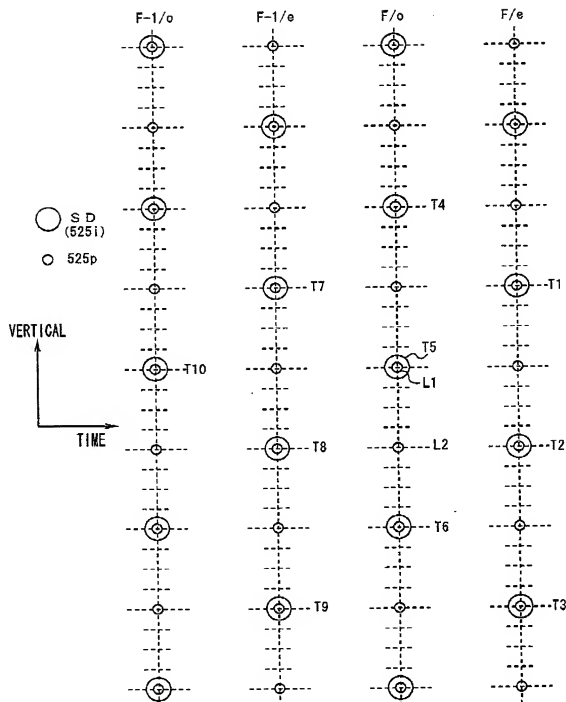 F-1/o F-1/e F/o F/e
SD
(525i)
525p
T4
T7
T1
VERTICAL
T5
T10
L1
TIME
T8
L2
T2
T6
T9
T3